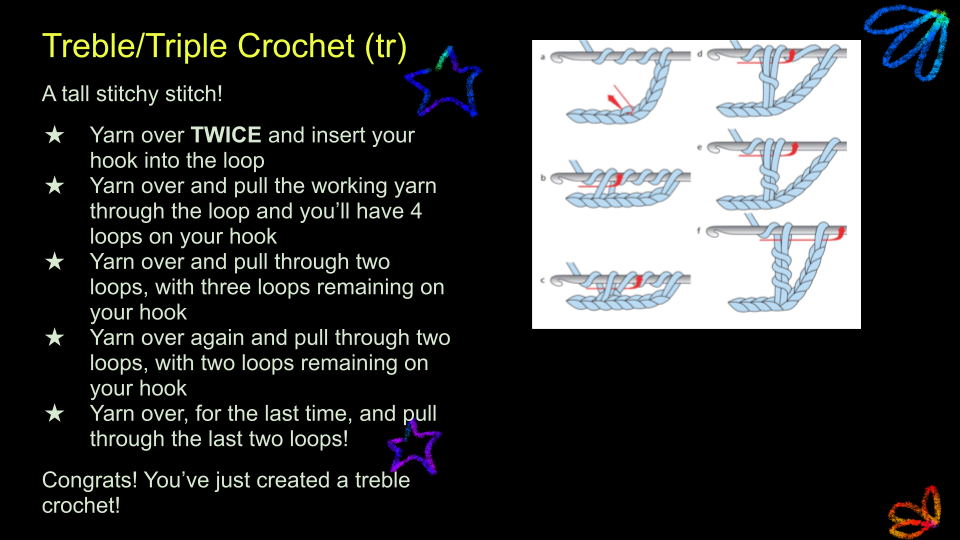 Treble/Triple Crochet (tr)
A tall stitchy stitch!
★ Yarn over TWICE and insert your
hook into the loop
★ Yarn over and pull the working yarn
through the loop and you’ll have 4
loops on your hook
★ Yarn over and pull through two
loops, with three loops remaining on
your hook
★ Yarn over again and pull through two
loops, with two loops remaining on
your hook
★ Yarn over, for the last time, and pull
through the last two loops!
Congrats! You’ve just created a treble
crochet!
a
b
c
d
e
f